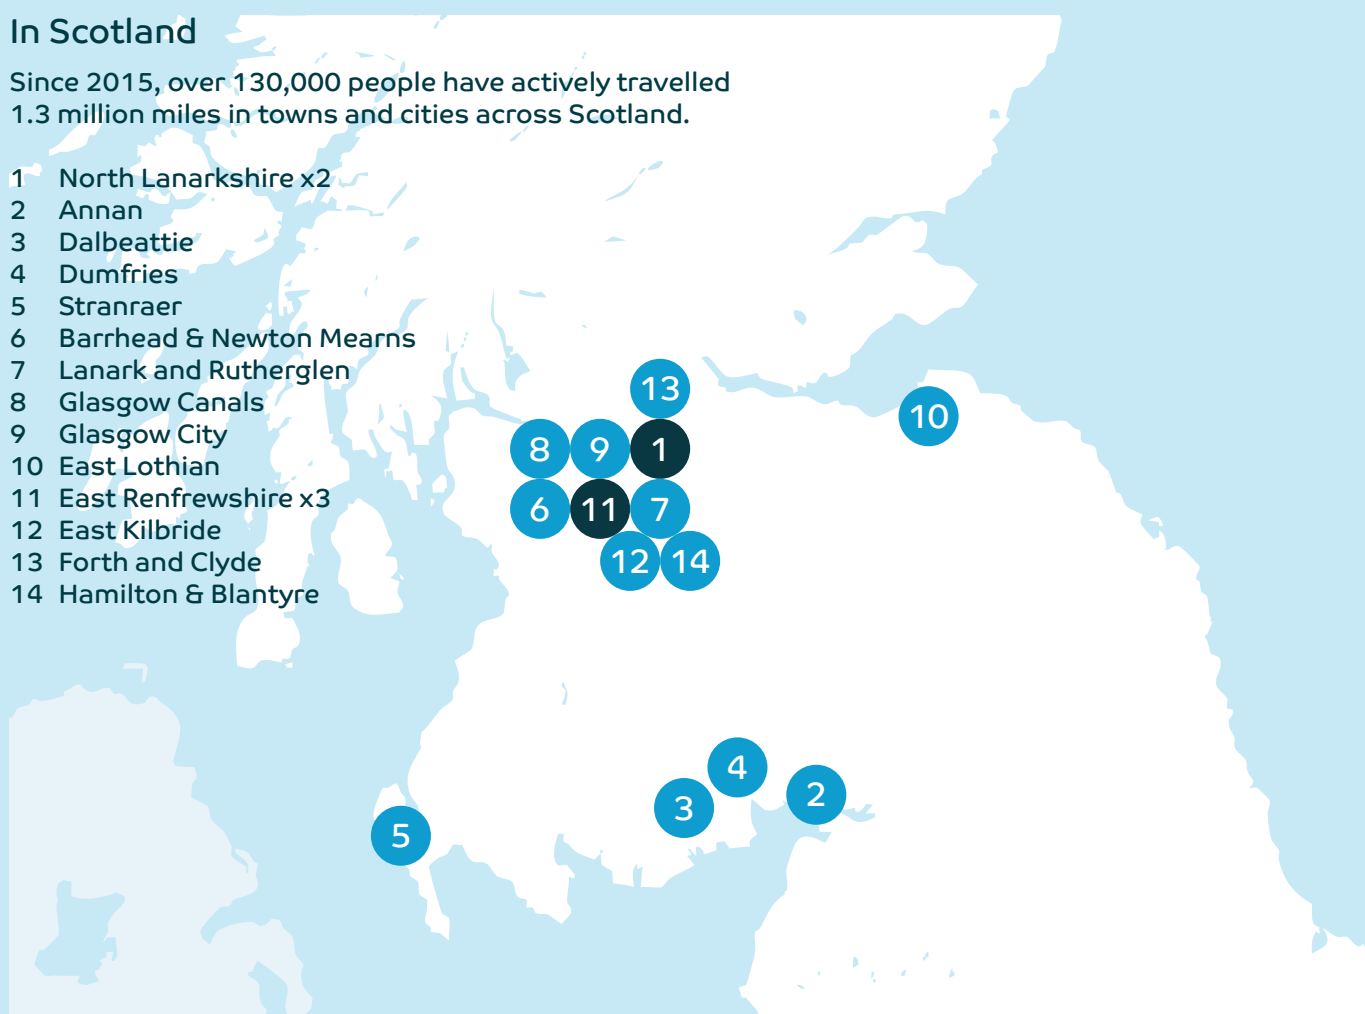 In Scotland
Since 2015, over 130,000 people have actively travelled
1.3 million miles in towns and cities across Scotland.
1 North Lanarkshire x2
2 Annan
3 Dalbeattie
4 Dumfries
5 Stranraer
6 Barrhead & Newton Mearns
7 Lanark and Rutherglen
8 Glasgow Canals
9 Glasgow City
10 East Lothian
11 East Renfrewshire x3
12 East Kilbride
13 Forth and Clyde
14 Hamilton & Blantyre
13
10
8 9 1
6 11 7
12 14
4
2
3
5